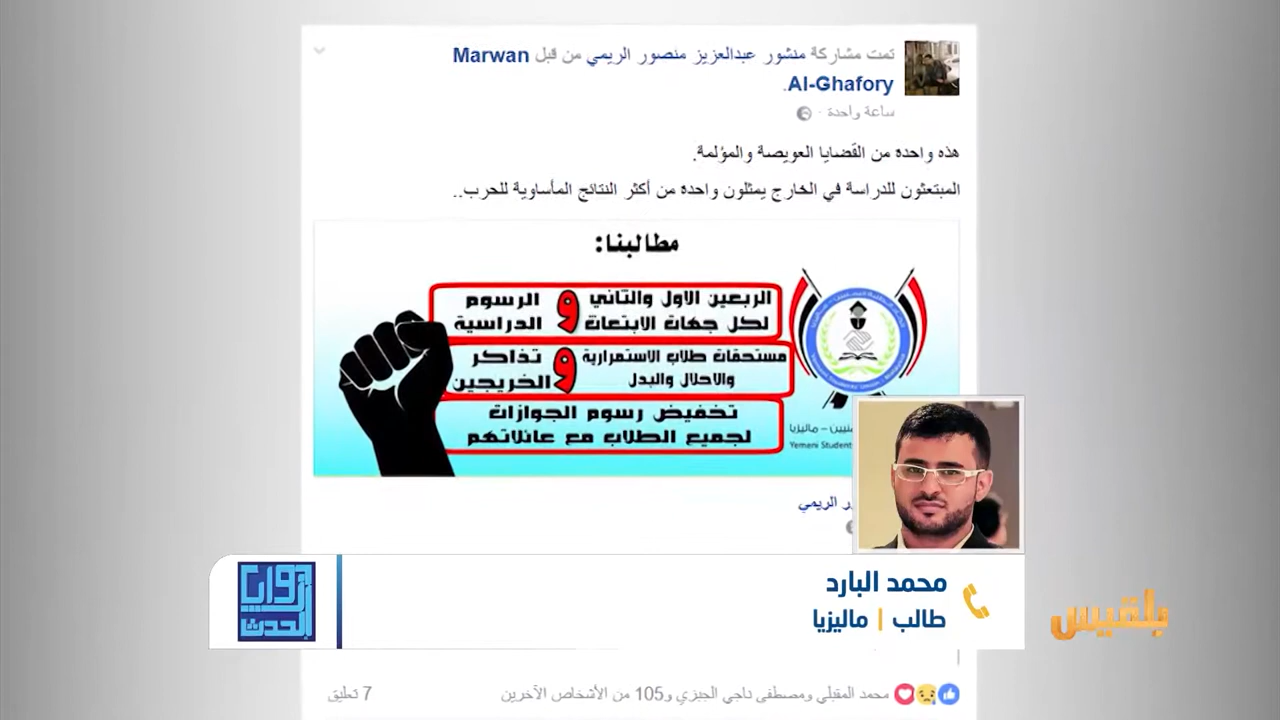 تمت مشاركة منشور عبدالعزيز منصور الريمي من قبل Marwan
Al-Ghafory.
ساعة واحدة ·
هذه واحدة من القضايا العويصة والمؤلمة.
المبتعثون للدراسة في الخارج يمثلون واحدة من أكثر النتائج المأساوية للحرب..
مطالبنا:
الربعين الاول والثاني و الرسوم
لكل جهات الابتعاث الدراسية
مستحقات طلاب الاستمرارية و تذاكر
والاحلال والبدل الخريجين
تخفيض رسوم الجوازات
لجميع الطلاب مع عائلاتهم
ماليزيا
Yemeni Student
الريمي
محمد البارد
طالب | ماليزيا
الحدث
بلقيس
محمد المقبلي ومصطفى ناجي الجبزي و105 من الأشخاص الآخرين
7 تعليق